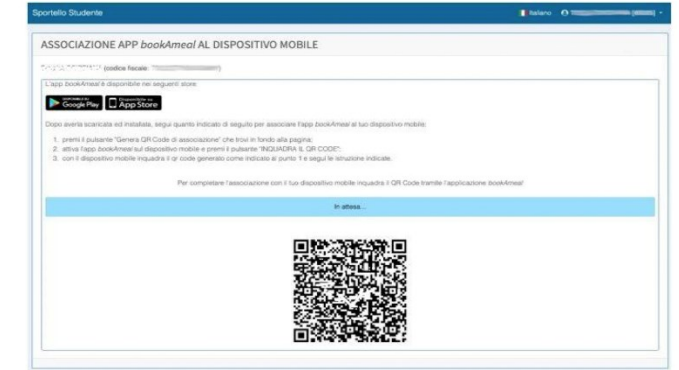 Sportello Studente
Italiano
ASSOCIAZIONE APP bookAmeal AL DISPOSITIVO MOBILE
(codice fiscale:
L'app bookAmeal è disponibile nei seguenti store:
DISPONIBILE SU
Google Play
Disponibile su
App Store
Dopo averla scaricata ed installata, segui quanto indicato di seguito per associare l'app bookAmeal al tuo dispositivo mobile:
1. premi il pulsante "Genera QR Code di associazione" che trovi in fondo alla pagina;
2. attiva l'app bookAmeal sul dispositivo mobile e premi il pulsante "INQUADRA IL QR CODE";
3. con il dispositivo mobile inquadra il qr code generato come indicato al punto 1 e segui le istruzione indicate.
Per completare l'associazione con il tuo dispositivo mobile inquadra il QR Code tramite l'applicazione bookAmeal
In attesa...